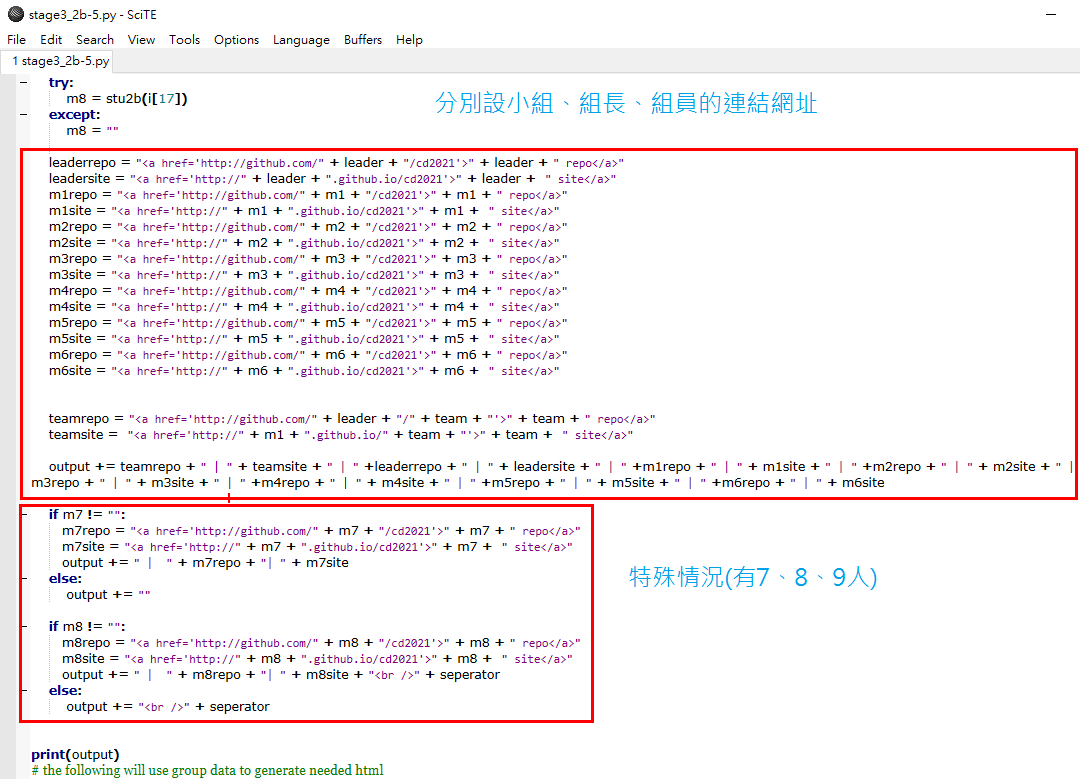 stage3_2b-5.py - SciTE
File Edit Search View Tools Options Language Buffers Help
1 stage3_2b-5.py
try:
m8 = stu2b(i[17])
except:
m8 = ""
分別設小組、組長、組員的連結網址
leaderrepo = "<a href='http://github.com/" + leader + "/cd2021'>" + leader + " repo</a>"
leadersite = "<a href='http://" + leader + ".github.io/cd2021'>" + leader +  " site</a>"
m1repo = "<a href='http://github.com/" + m1 + "/cd2021'>" + m1 + " repo</a>"
m1site = "<a href='http://" + m1 + ".github.io/cd2021'>" + m1 +  " site</a>"
m2repo = "<a href='http://github.com/" + m2 + "/cd2021'>" + m2 + " repo</a>"
m2site = "<a href='http://" + m2 + ".github.io/cd2021'>" + m2 +  " site</a>"
m3repo = "<a href='http://github.com/" + m3 + "/cd2021'>" + m3 + " repo</a>"
m3site = "<a href='http://" + m3 + ".github.io/cd2021'>" + m3 +  " site</a>"
m4repo = "<a href='http://github.com/" + m4 + "/cd2021'>" + m4 + " repo</a>"
m4site = "<a href='http://" + m4 + ".github.io/cd2021'>" + m4 +  " site</a>"
m5repo = "<a href='http://github.com/" + m5 + "/cd2021'>" + m5 + " repo</a>"
m5site = "<a href='http://" + m5 + ".github.io/cd2021'>" + m5 +  " site</a>"
m6repo = "<a href='http://github.com/" + m6 + "/cd2021'>" + m6 + " repo</a>"
m6site = "<a href='http://" + m6 + ".github.io/cd2021'>" + m6 +  " site</a>"
teamrepo = "<a href='http://github.com/" + leader + "/" + team + "'>" + team + " repo</a>"
teamsite =  "<a href='http://" + m1 + ".github.io/" + team + "'>" + team +  " site</a>"
output += teamrepo + " | " + teamsite + " | " +leaderrepo + " | " + leadersite + " | " +m1repo + " | " + m1site + " | " +m2repo + " | " + m2site + " |
m3repo + " | " + m3site + " | " +m4repo + " | " + m4site + " | " +m5repo + " | " + m5site + " | " +m6repo + " | " + m6site
if m7 != "":
m7repo = "<a href='http://github.com/" + m7 + "/cd2021'>" + m7 + " repo</a>"
m7site = "<a href='http://" + m7 + ".github.io/cd2021'>" + m7 +  " site</a>"
output += " |  " + m7repo + "| " + m7site
else:
output += ""
特殊情況(有7、8、9人)
if m8 != "":
m8repo = "<a href='http://github.com/" + m8 + "/cd2021'>" + m8 + " repo</a>"
m8site = "<a href='http://" + m8 + ".github.io/cd2021'>" + m8 +  " site</a>"
output += " |  " + m8repo + "| " + m8site + "<br />" + seperator
else:
output += "<br />" + seperator
print(output)
# the following will use group data to generate needed html